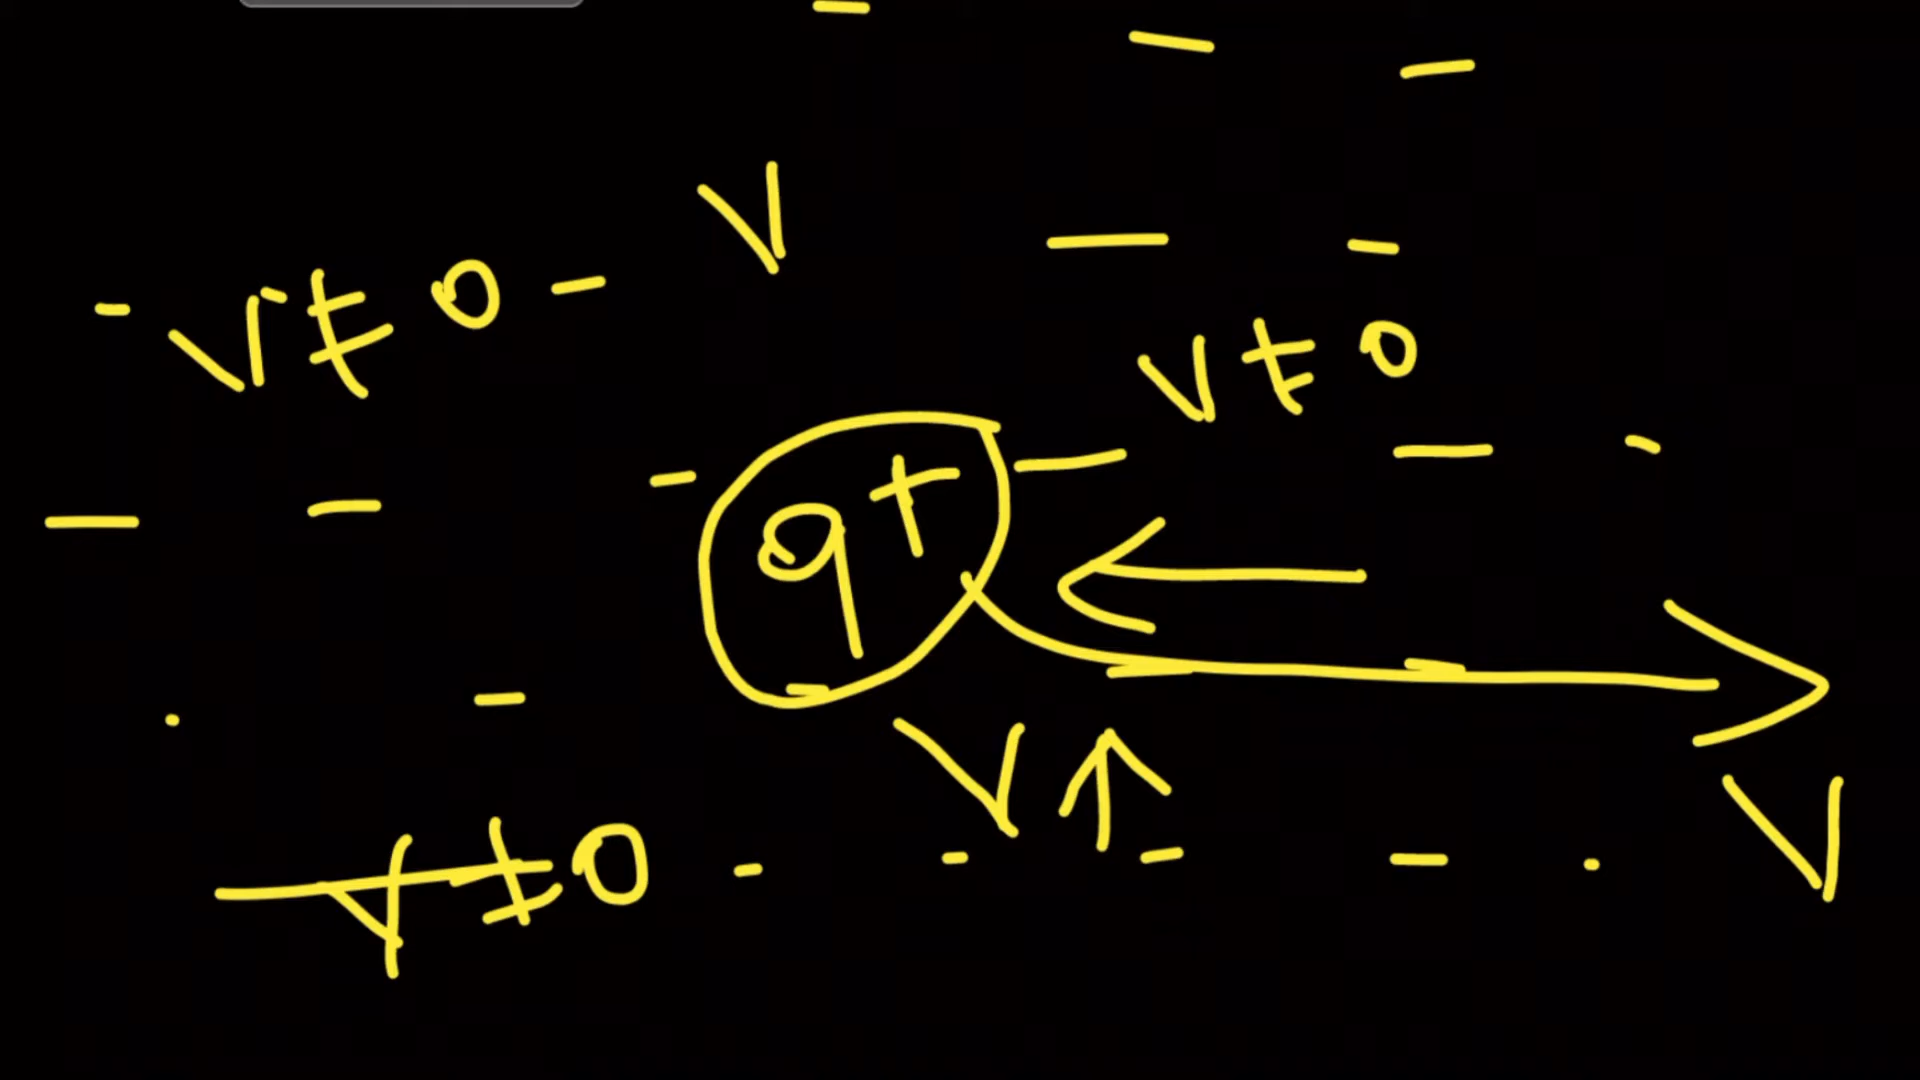 V
V ≠ 0
V ≠ 0
q+
V ↑
V
V ≠ 0